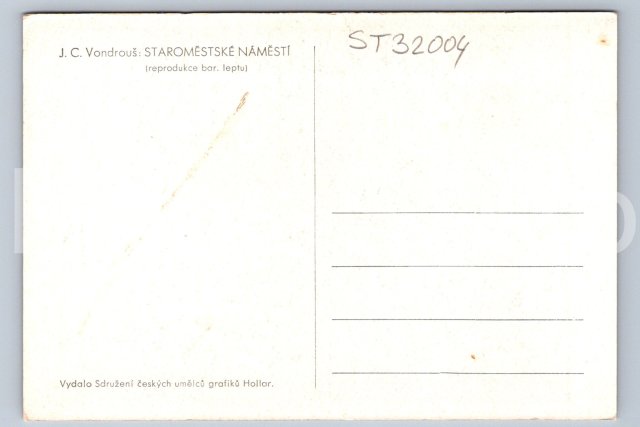 J. C. Vondrouš: STAROMĚSTSKÉ NÁMĚSTÍ
(reprodukce bar. leptu)
ST32004
Vydalo Sdružení českých umělců grafiků Hollar.